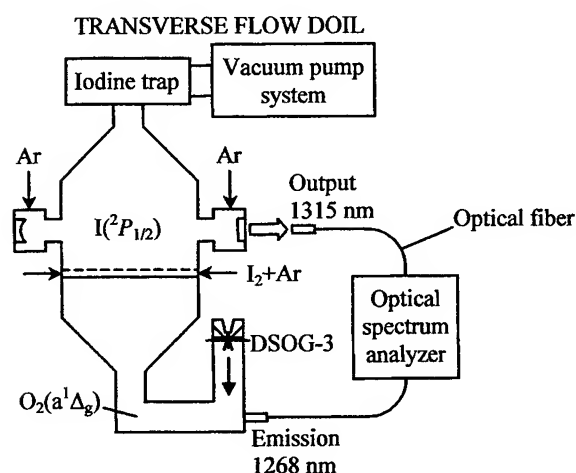 TRANSVERSE FLOW DOIL
Iodine trap
Vacuum pump
system
Ar
Ar
Output
1315 nm
Optical fiber
I(²P₁/₂)
I₂+Ar
Optical
spectrum
analyzer
DSOG-3
O₂(a¹Δg)
Emission
1268 nm